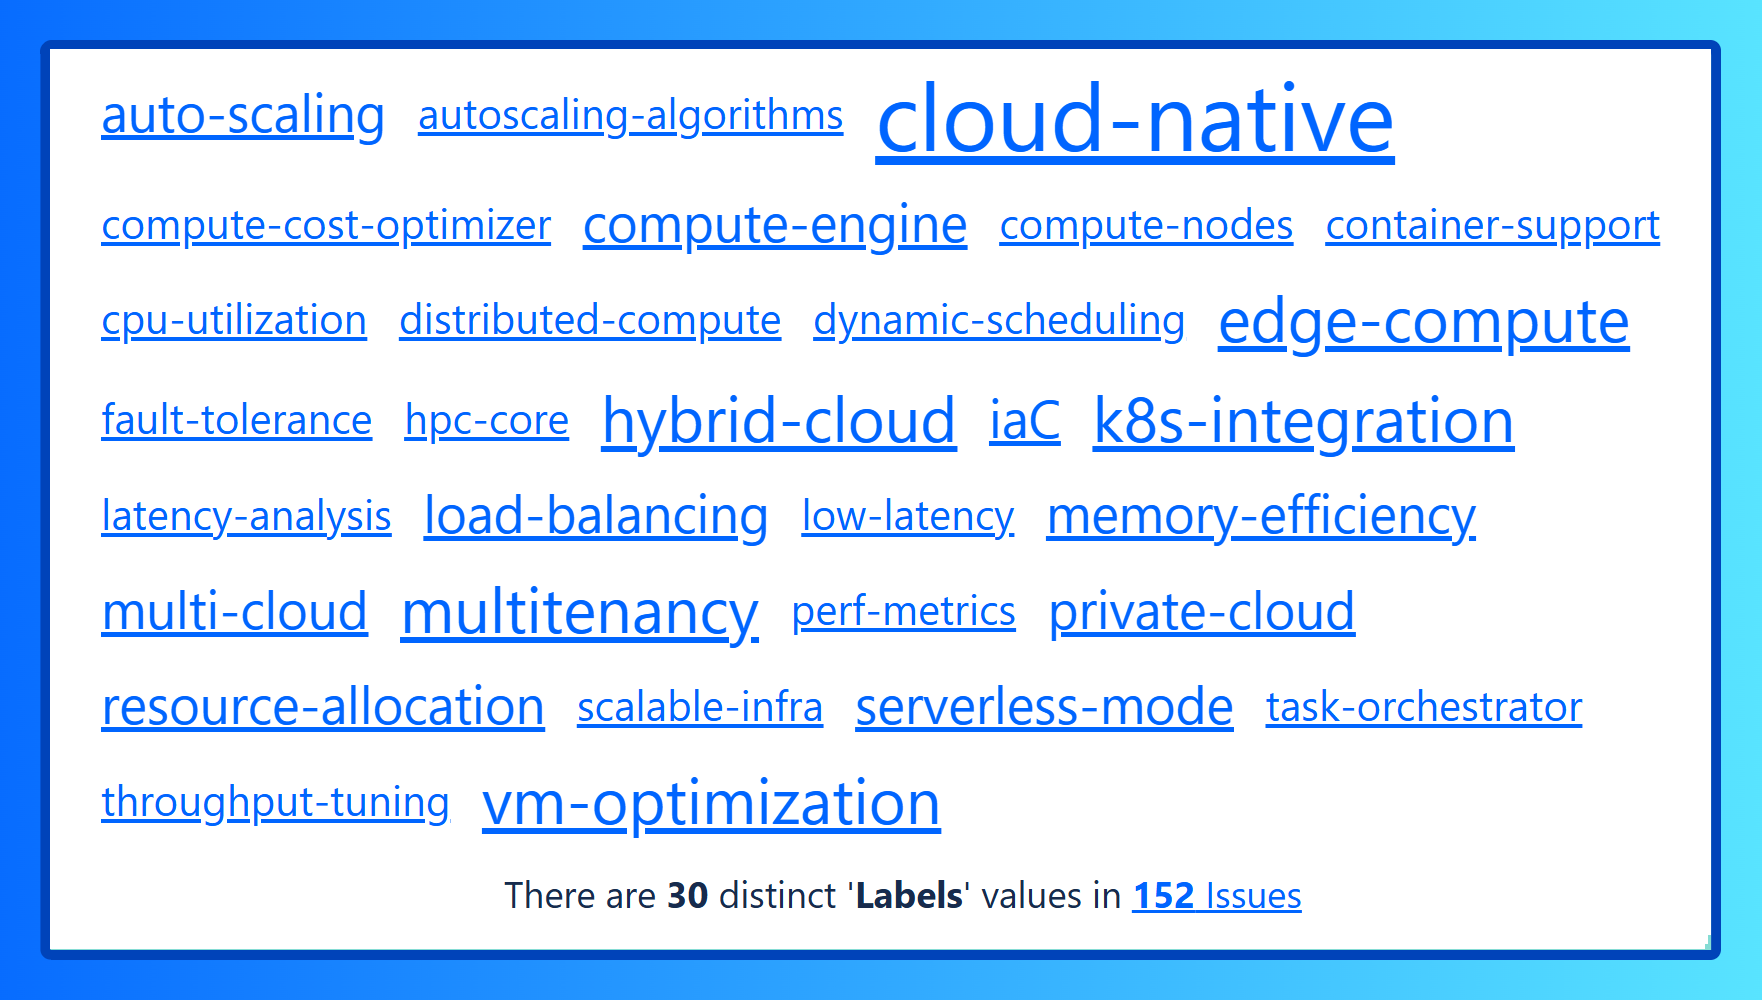 auto-scaling autoscaling-algorithms cloud-native
compute-cost-optimizer compute-engine compute-nodes container-support
cpu-utilization distributed-compute dynamic-scheduling edge-compute
fault-tolerance hpc-core hybrid-cloud iaC k8s-integration
latency-analysis load-balancing low-latency memory-efficiency
multi-cloud multitenancy perf-metrics private-cloud
resource-allocation scalable-infra serverless-mode task-orchestrator
throughput-tuning vm-optimization
There are 30 distinct 'Labels' values in 152 Issues